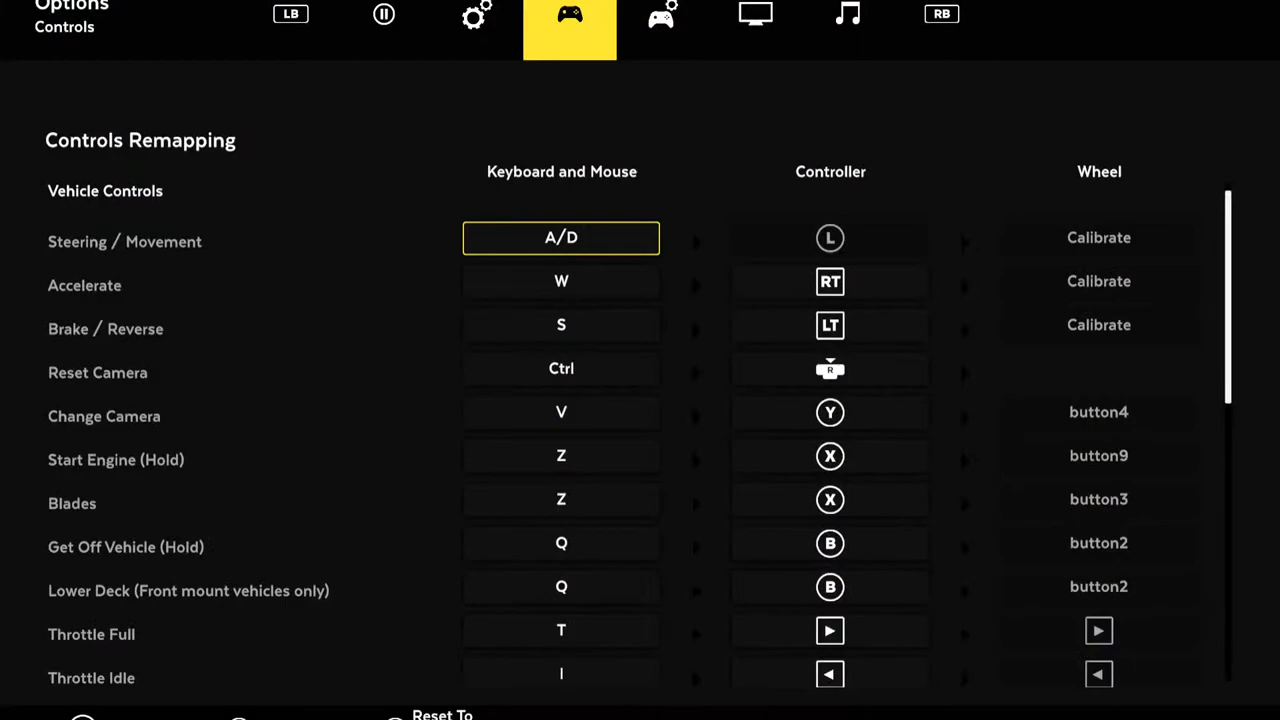 Options
Controls
LB
RB
Controls Remapping
Keyboard and Mouse Controller Wheel
Vehicle Controls
Steering / Movement A/D L Calibrate
Accelerate W RT Calibrate
Brake / Reverse S LT Calibrate
Reset Camera Ctrl R
Change Camera V Y button4
Start Engine (Hold) Z X button9
Blades Z X button3
Get Off Vehicle (Hold) Q B button2
Lower Deck (Front mount vehicles only) Q B button2
Throttle Full T
Throttle Idle I
Reset To